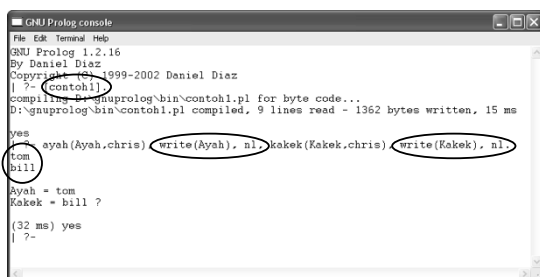 GNU Prolog console
File Edit Terminal Help
GNU Prolog 1.2.16
By Daniel Diaz
Copyright (C) 1999-2002 Daniel Diaz
| ?- [contoh1].
compiling D:\gnuprolog\bin\contoh1.pl for byte code...
D:\gnuprolog\bin\contoh1.pl compiled, 9 lines read - 1362 bytes written, 15 ms
yes
| ?- ayah(Ayah,chris), write(Ayah), nl, kakek(Kakek,chris), write(Kakek), nl.
tom
bill
Ayah = tom
Kakek = bill ?
(32 ms) yes
| ?-